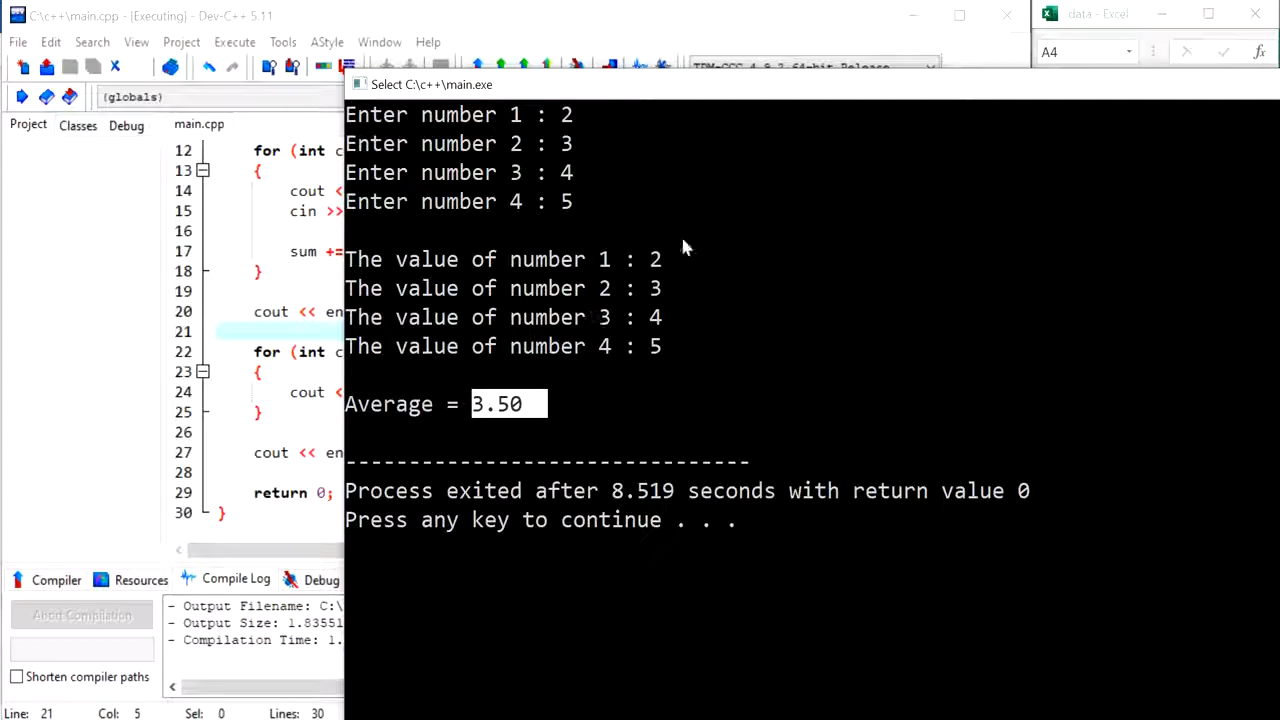 C:\c++\main.cpp - [Executing] - Dev-C++ 5.11
data - Excel
File Edit Search View Project Execute Tools AStyle Window Help
A4
fx
(globals)
Select C:\c++\main.exe
Project Classes Debug
main.cpp
12 for (int c
13 {
14 cout <
15 cin >>
16
17 sum +=
18 }
19
20 cout << en
21
22 for (int c
23 {
24 cout <
25 }
26
27 cout << en
28
29 return 0;
30 }
Enter number 1 : 2
Enter number 2 : 3
Enter number 3 : 4
Enter number 4 : 5
The value of number 1 : 2
The value of number 2 : 3
The value of number 3 : 4
The value of number 4 : 5
Average = 3.50
--------------------------------
Process exited after 8.519 seconds with return value 0
Press any key to continue . . .
Compiler Resources Compile Log Debug
Abort Compilation
Shorten compiler paths
- Output Filename: C:\
- Output Size: 1.83551
- Compilation Time: 1.
Line: 21 Col: 5 Sel: 0 Lines: 30